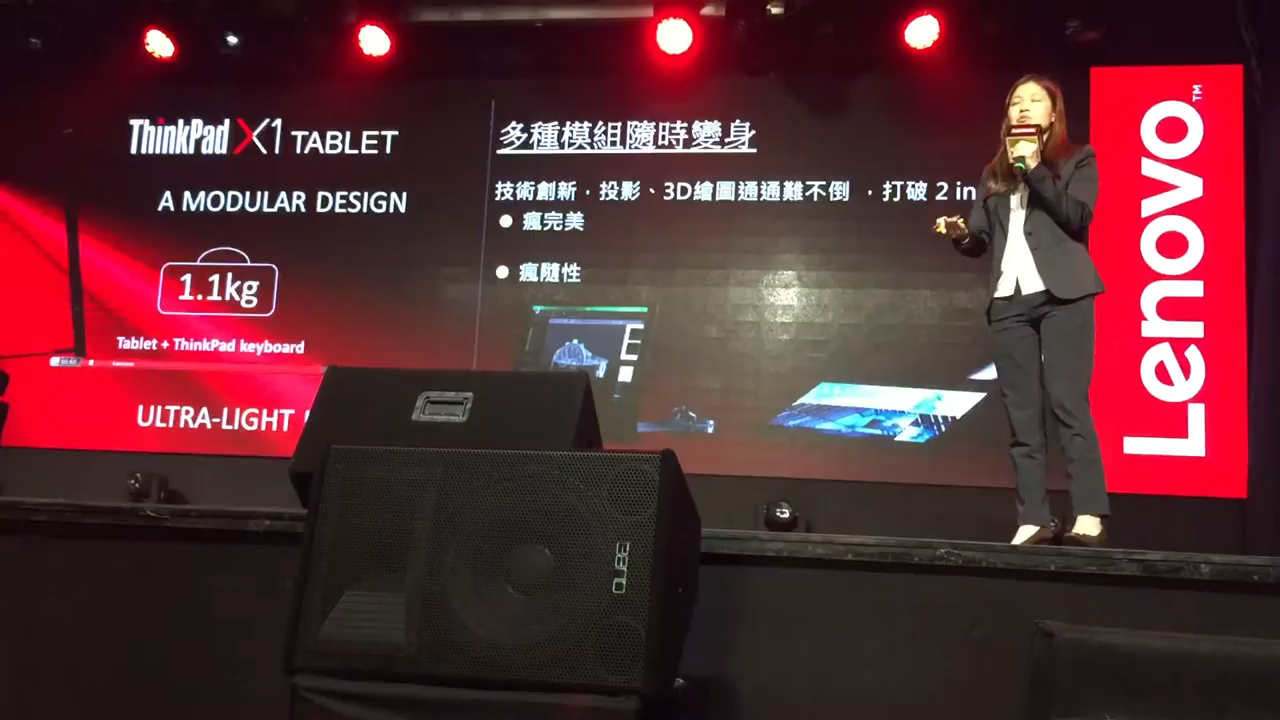 ThinkPad X1 TABLET
A MODULAR DESIGN
1.1kg
Tablet + ThinkPad keyboard
ULTRA-LIGHT
多種模組隨時變身
技術創新，投影、3D繪圖通通難不倒 ，打破 2 in
● 瘋完美
● 瘋隨性
Lenovo™
QUBE